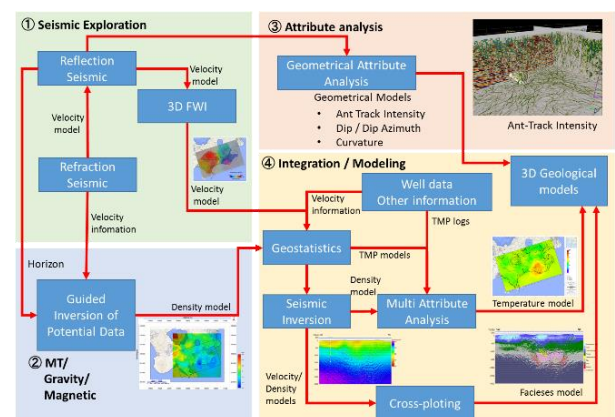 ① Seismic Exploration
Reflection
Seismic
Velocity
model
3D FWI
Velocity
model
Refraction
Seismic
Velocity
model
Velocity
infomation
Horizon
Guided
Inversion of
Potential Data
Density model
② MT/
Gravity/
Magnetic
③ Attribute analysis
Geometrical Attribute
Analysis
Geometrical Models
• Ant Track Intensity
• Dip / Dip Azimuth
• Curvature
Ant-Track Intensity
④ Integration / Modeling
Well data
Other information
Velocity
information
TMP logs
3D Geological
models
Geostatistics
TMP models
Density
model
Seismic
Inversion
Multi Attribute
Analysis
Temperature model
Velocity/
Density
models
Cross-ploting
Facieses model